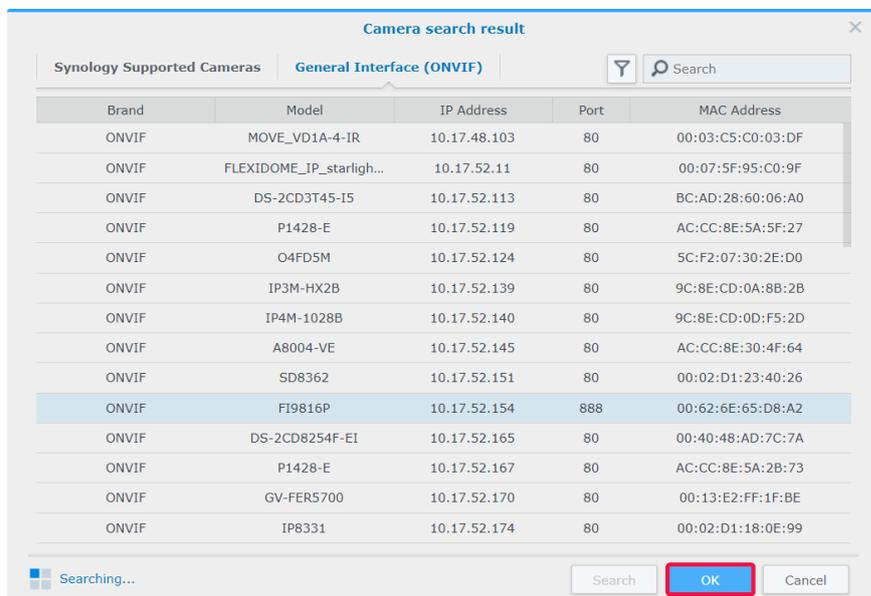 Camera search result
Synology Supported Cameras General Interface (ONVIF) Search
Brand Model IP Address Port MAC Address
ONVIF MOVE_VD1A-4-IR 10.17.48.103 80 00:03:C5:C0:03:DF
ONVIF FLEXIDOME_IP_starligh... 10.17.52.11 80 00:07:5F:95:C0:9F
ONVIF DS-2CD3T45-I5 10.17.52.113 80 BC:AD:28:60:06:A0
ONVIF P1428-E 10.17.52.119 80 AC:CC:8E:5A:5F:27
ONVIF O4FD5M 10.17.52.124 80 5C:F2:07:30:2E:D0
ONVIF IP3M-HX2B 10.17.52.139 80 9C:8E:CD:0A:8B:2B
ONVIF IP4M-1028B 10.17.52.140 80 9C:8E:CD:0D:F5:2D
ONVIF A8004-VE 10.17.52.145 80 AC:CC:8E:30:4F:64
ONVIF SD8362 10.17.52.151 80 00:02:D1:23:40:26
ONVIF FI9816P 10.17.52.154 888 00:62:6E:65:D8:A2
ONVIF DS-2CD8254F-EI 10.17.52.165 80 00:40:48:AD:7C:7A
ONVIF P1428-E 10.17.52.167 80 AC:CC:8E:5A:2B:73
ONVIF GV-FER5700 10.17.52.170 80 00:13:E2:FF:1F:BE
ONVIF IP8331 10.17.52.174 80 00:02:D1:18:0E:99
Searching... Search OK Cancel